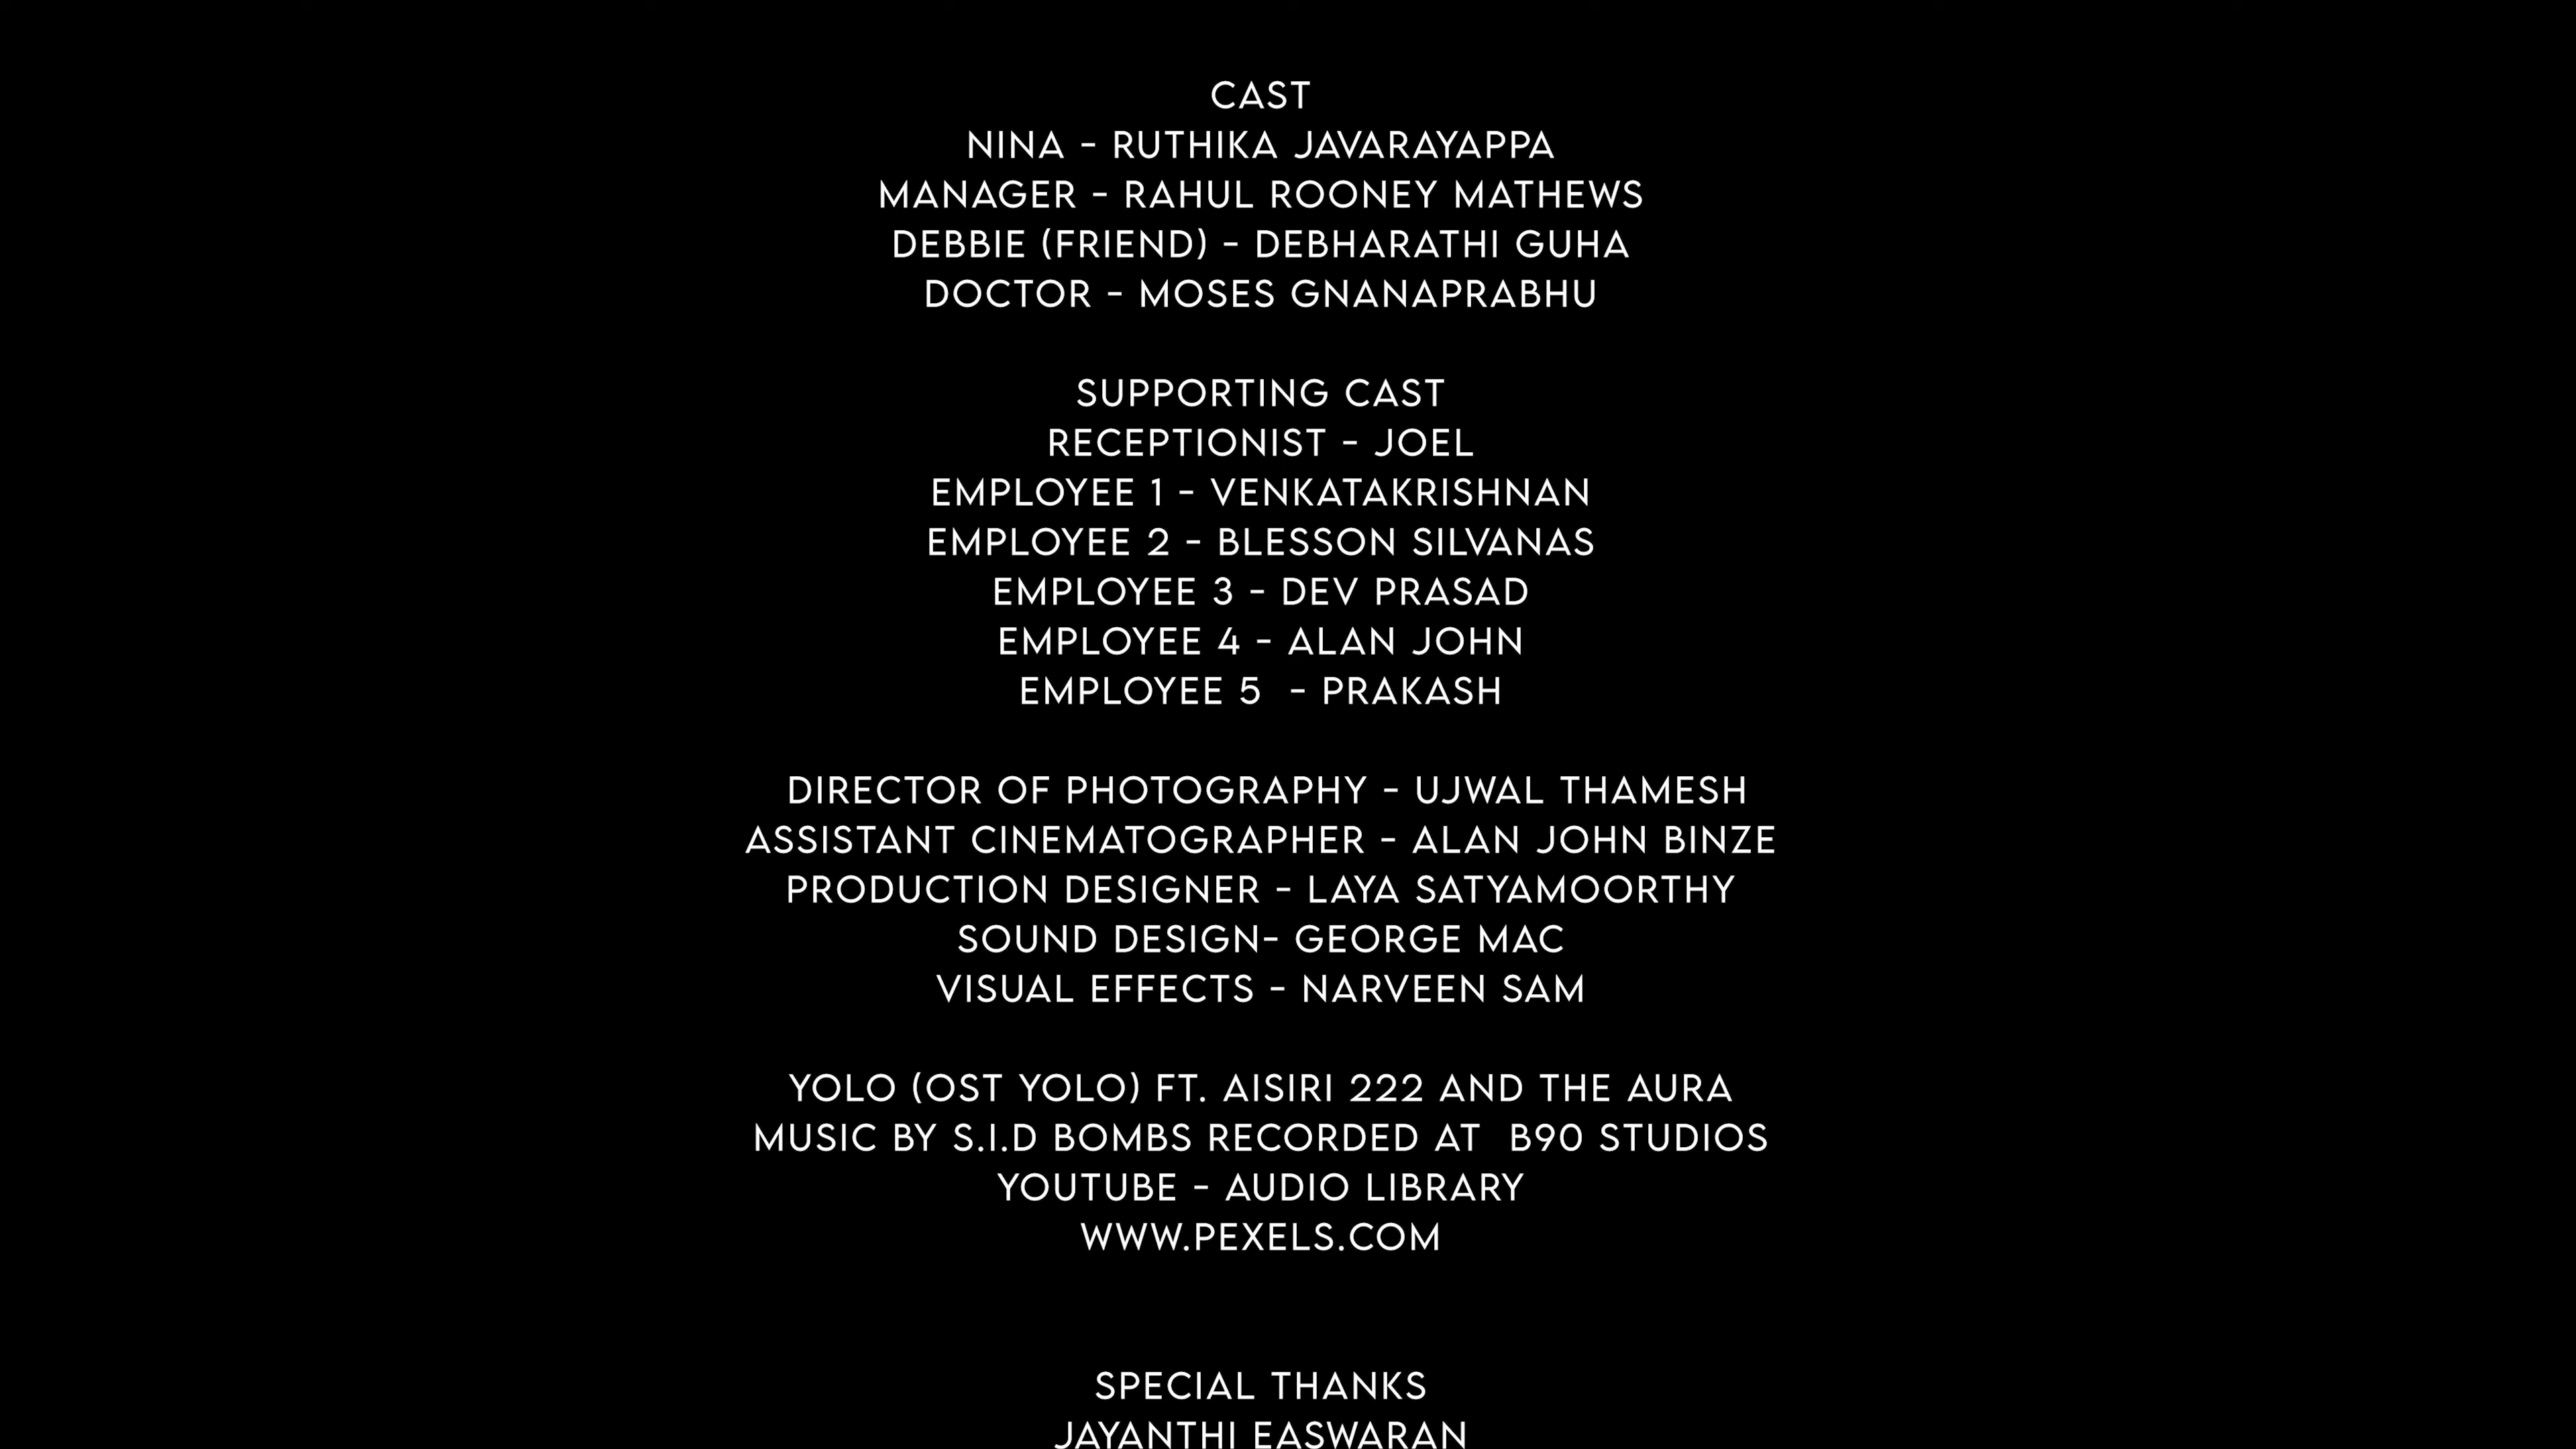 CAST
NINA - RUTHIKA JAVARAYAPPA
MANAGER - RAHUL ROONEY MATHEWS
DEBBIE (FRIEND) - DEBHARATHI GUHA
DOCTOR - MOSES GNANAPRABHU
SUPPORTING CAST
RECEPTIONIST - JOEL
EMPLOYEE 1 - VENKATAKRISHNAN
EMPLOYEE 2 - BLESSON SILVANAS
EMPLOYEE 3 - DEV PRASAD
EMPLOYEE 4 - ALAN JOHN
EMPLOYEE 5  - PRAKASH
DIRECTOR OF PHOTOGRAPHY - UJWAL THAMESH
ASSISTANT CINEMATOGRAPHER - ALAN JOHN BINZE
PRODUCTION DESIGNER - LAYA SATYAMOORTHY
SOUND DESIGN- GEORGE MAC
VISUAL EFFECTS - NARVEEN SAM
YOLO (OST YOLO) FT. AISIRI 222 AND THE AURA
MUSIC BY S.I.D BOMBS RECORDED AT  B90 STUDIOS
YOUTUBE - AUDIO LIBRARY
WWW.PEXELS.COM
SPECIAL THANKS
JAYANTHI EASWARAN